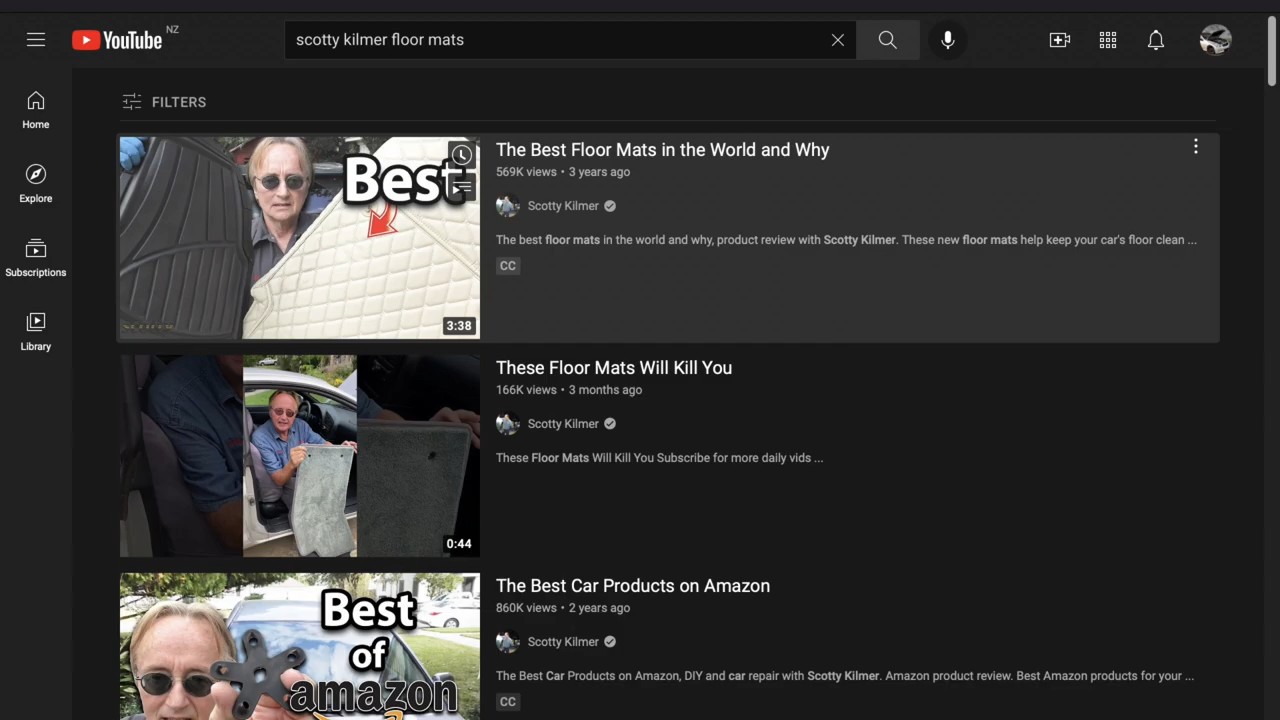 YouTube NZ
scotty kilmer floor mats
Home
Explore
Subscriptions
Library
FILTERS
Best
3:38
The Best Floor Mats in the World and Why
569K views • 3 years ago
Scotty Kilmer
The best floor mats in the world and why, product review with Scotty Kilmer. These new floor mats help keep your car's floor clean ...
CC
0:44
These Floor Mats Will Kill You
166K views • 3 months ago
Scotty Kilmer
These Floor Mats Will Kill You Subscribe for more daily vids ...
Best
of
amazon
The Best Car Products on Amazon
860K views • 2 years ago
Scotty Kilmer
The Best Car Products on Amazon, DIY and car repair with Scotty Kilmer. Amazon product review. Best Amazon products for your ...
CC